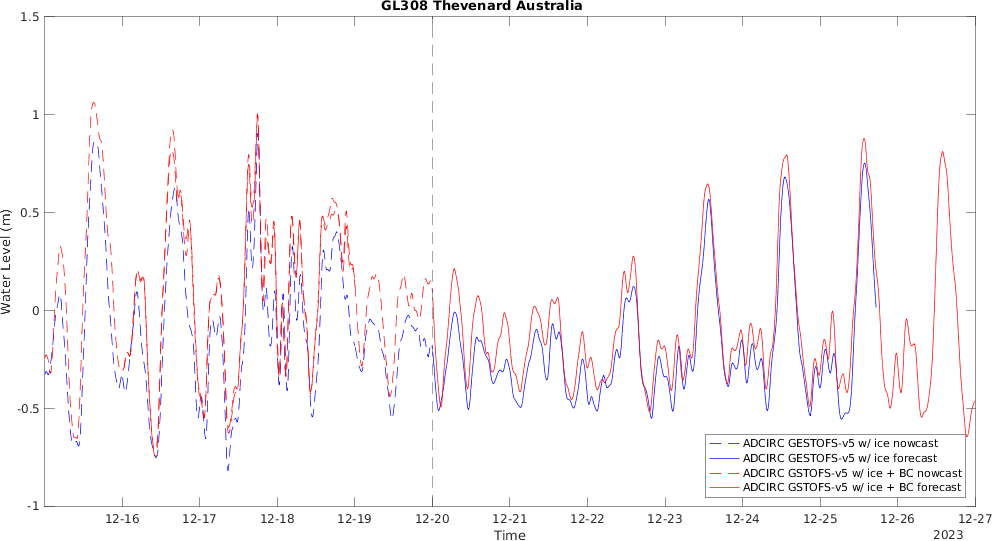 GL308 Thevenard Australia
1.5
1
0.5
0
-0.5
-1
Water Level (m)
12-16
12-17
12-18
12-19
12-20
12-21
12-22
12-23
12-24
12-25
12-26
12-27
Time
2023
ADCIRC GESTOFS-v5 w/ ice nowcast
ADCIRC GESTOFS-v5 w/ ice forecast
ADCIRC GSTOFS-v5 w/ ice + BC nowcast
ADCIRC GSTOFS-v5 w/ ice + BC forecast